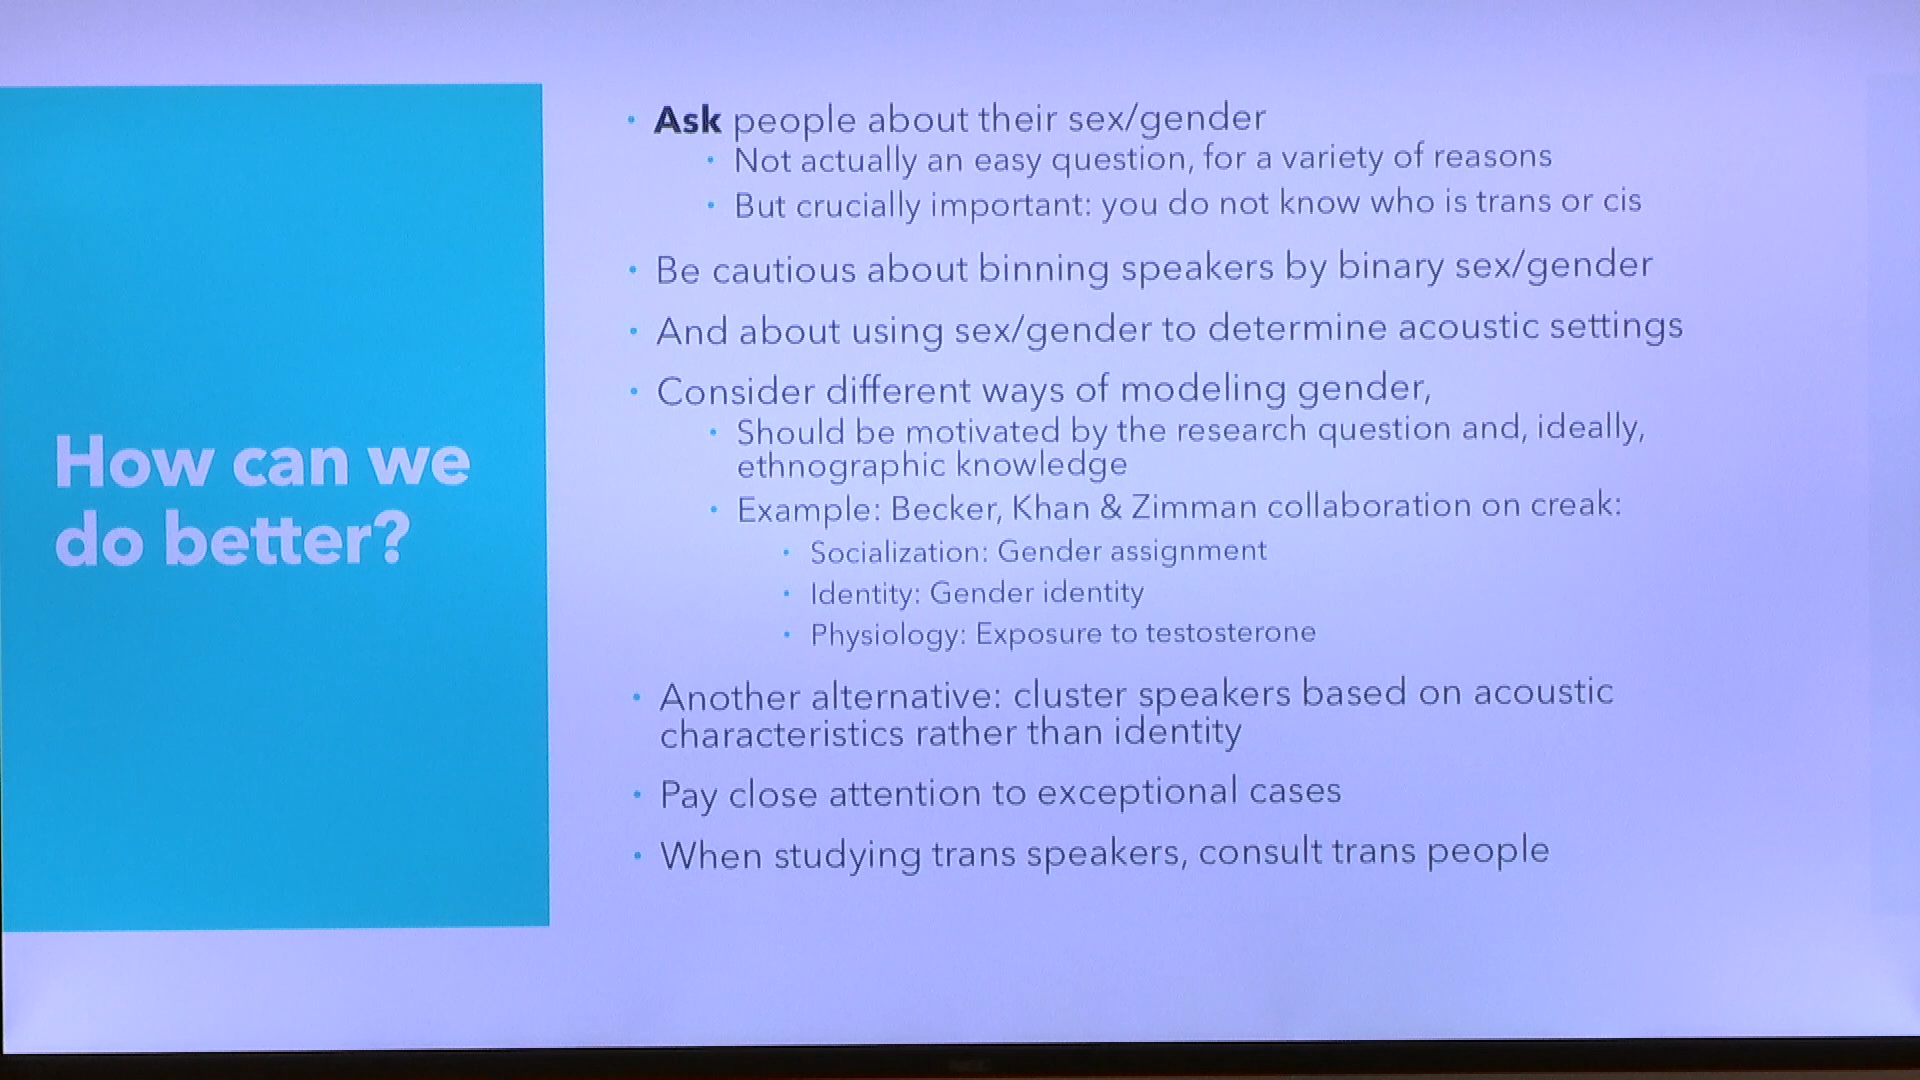 How can we
do better?
• Ask people about their sex/gender
• Not actually an easy question, for a variety of reasons
• But crucially important: you do not know who is trans or cis
• Be cautious about binning speakers by binary sex/gender
• And about using sex/gender to determine acoustic settings
• Consider different ways of modeling gender,
• Should be motivated by the research question and, ideally,
ethnographic knowledge
• Example: Becker, Khan & Zimman collaboration on creak:
• Socialization: Gender assignment
• Identity: Gender identity
• Physiology: Exposure to testosterone
• Another alternative: cluster speakers based on acoustic
characteristics rather than identity
• Pay close attention to exceptional cases
• When studying trans speakers, consult trans people